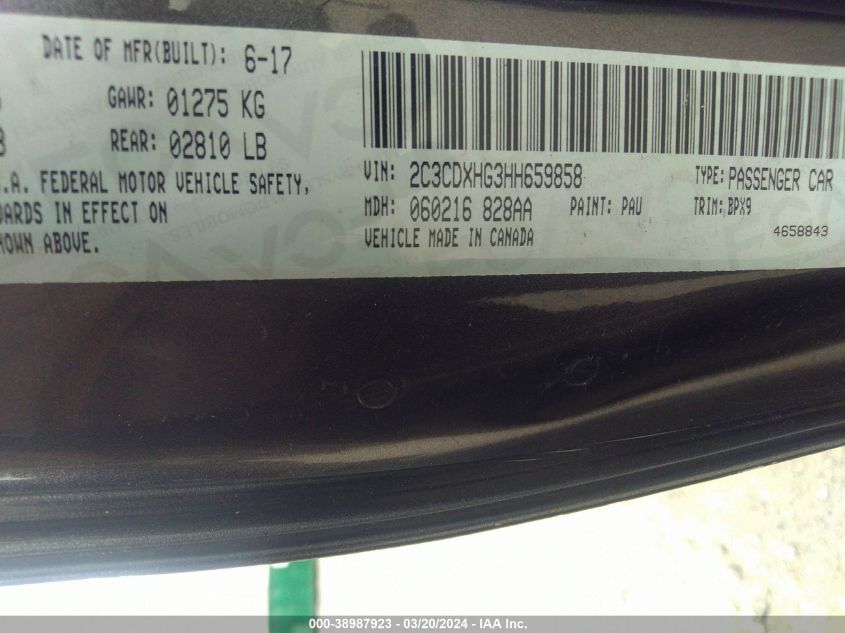 DATE OF MFR(BUILT): 6-17
GAWR: 01275 KG
REAR: 02810 LB
.A. FEDERAL MOTOR VEHICLE SAFETY,
ARDS IN EFFECT ON
HOWN ABOVE.
VIN: 2C3CDXHG3HH659858 TYPE: PASSENGER CAR
MDH: 060216 828AA PAINT: PAU TRIM: BPX9
VEHICLE MADE IN CANADA 4658843
000-38987923 - 03/20/2024 - IAA Inc.